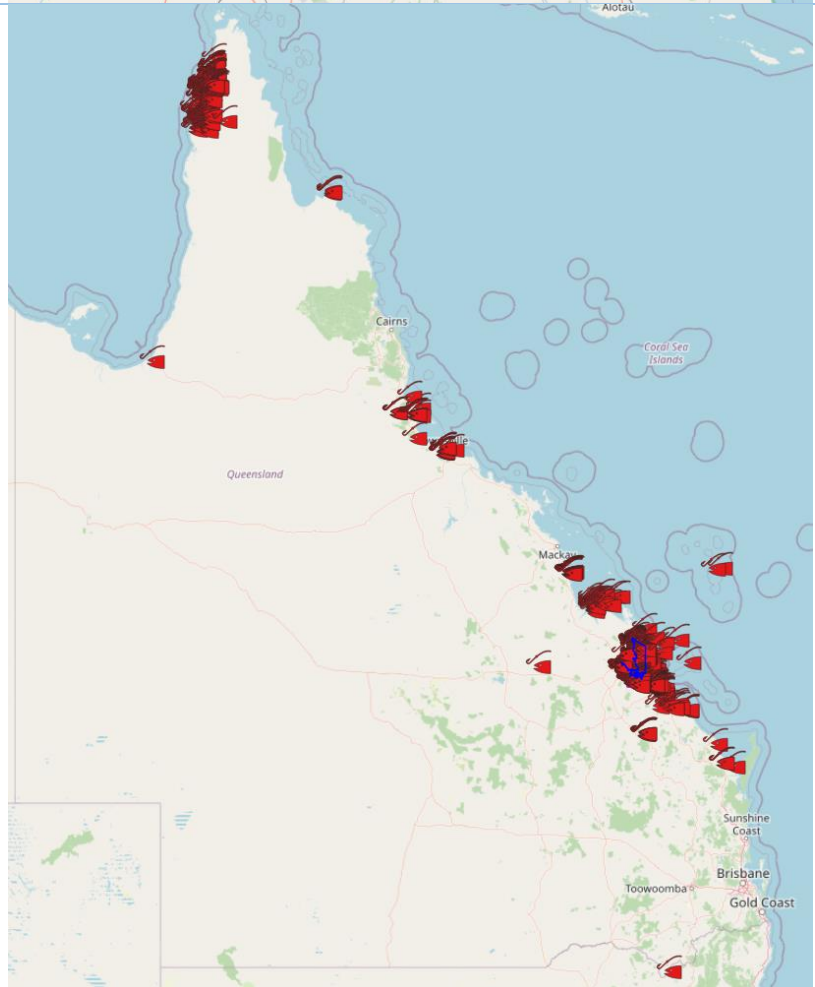 Alotau
Cairns
Coral Sea
Islands
Queensland
Mackay
Sunshine
Coast
Brisbane
Toowoomba
Gold Coast